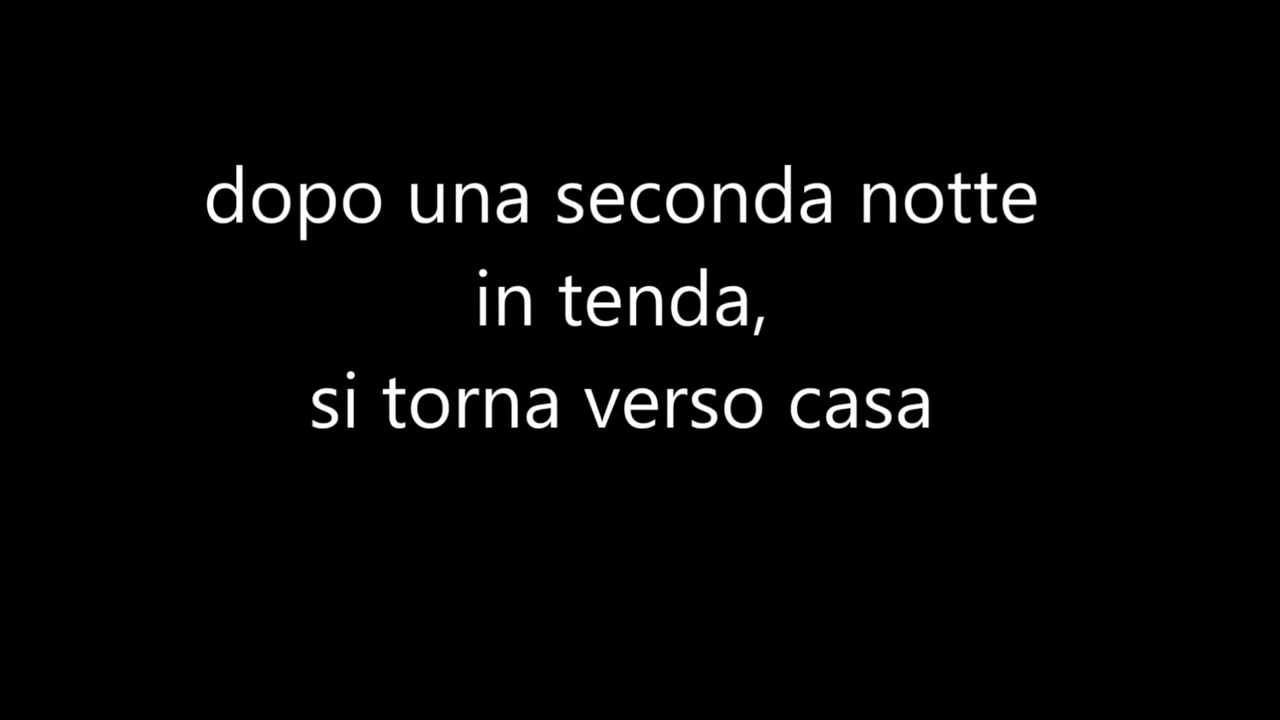 dopo una seconda notte
in tenda,
si torna verso casa